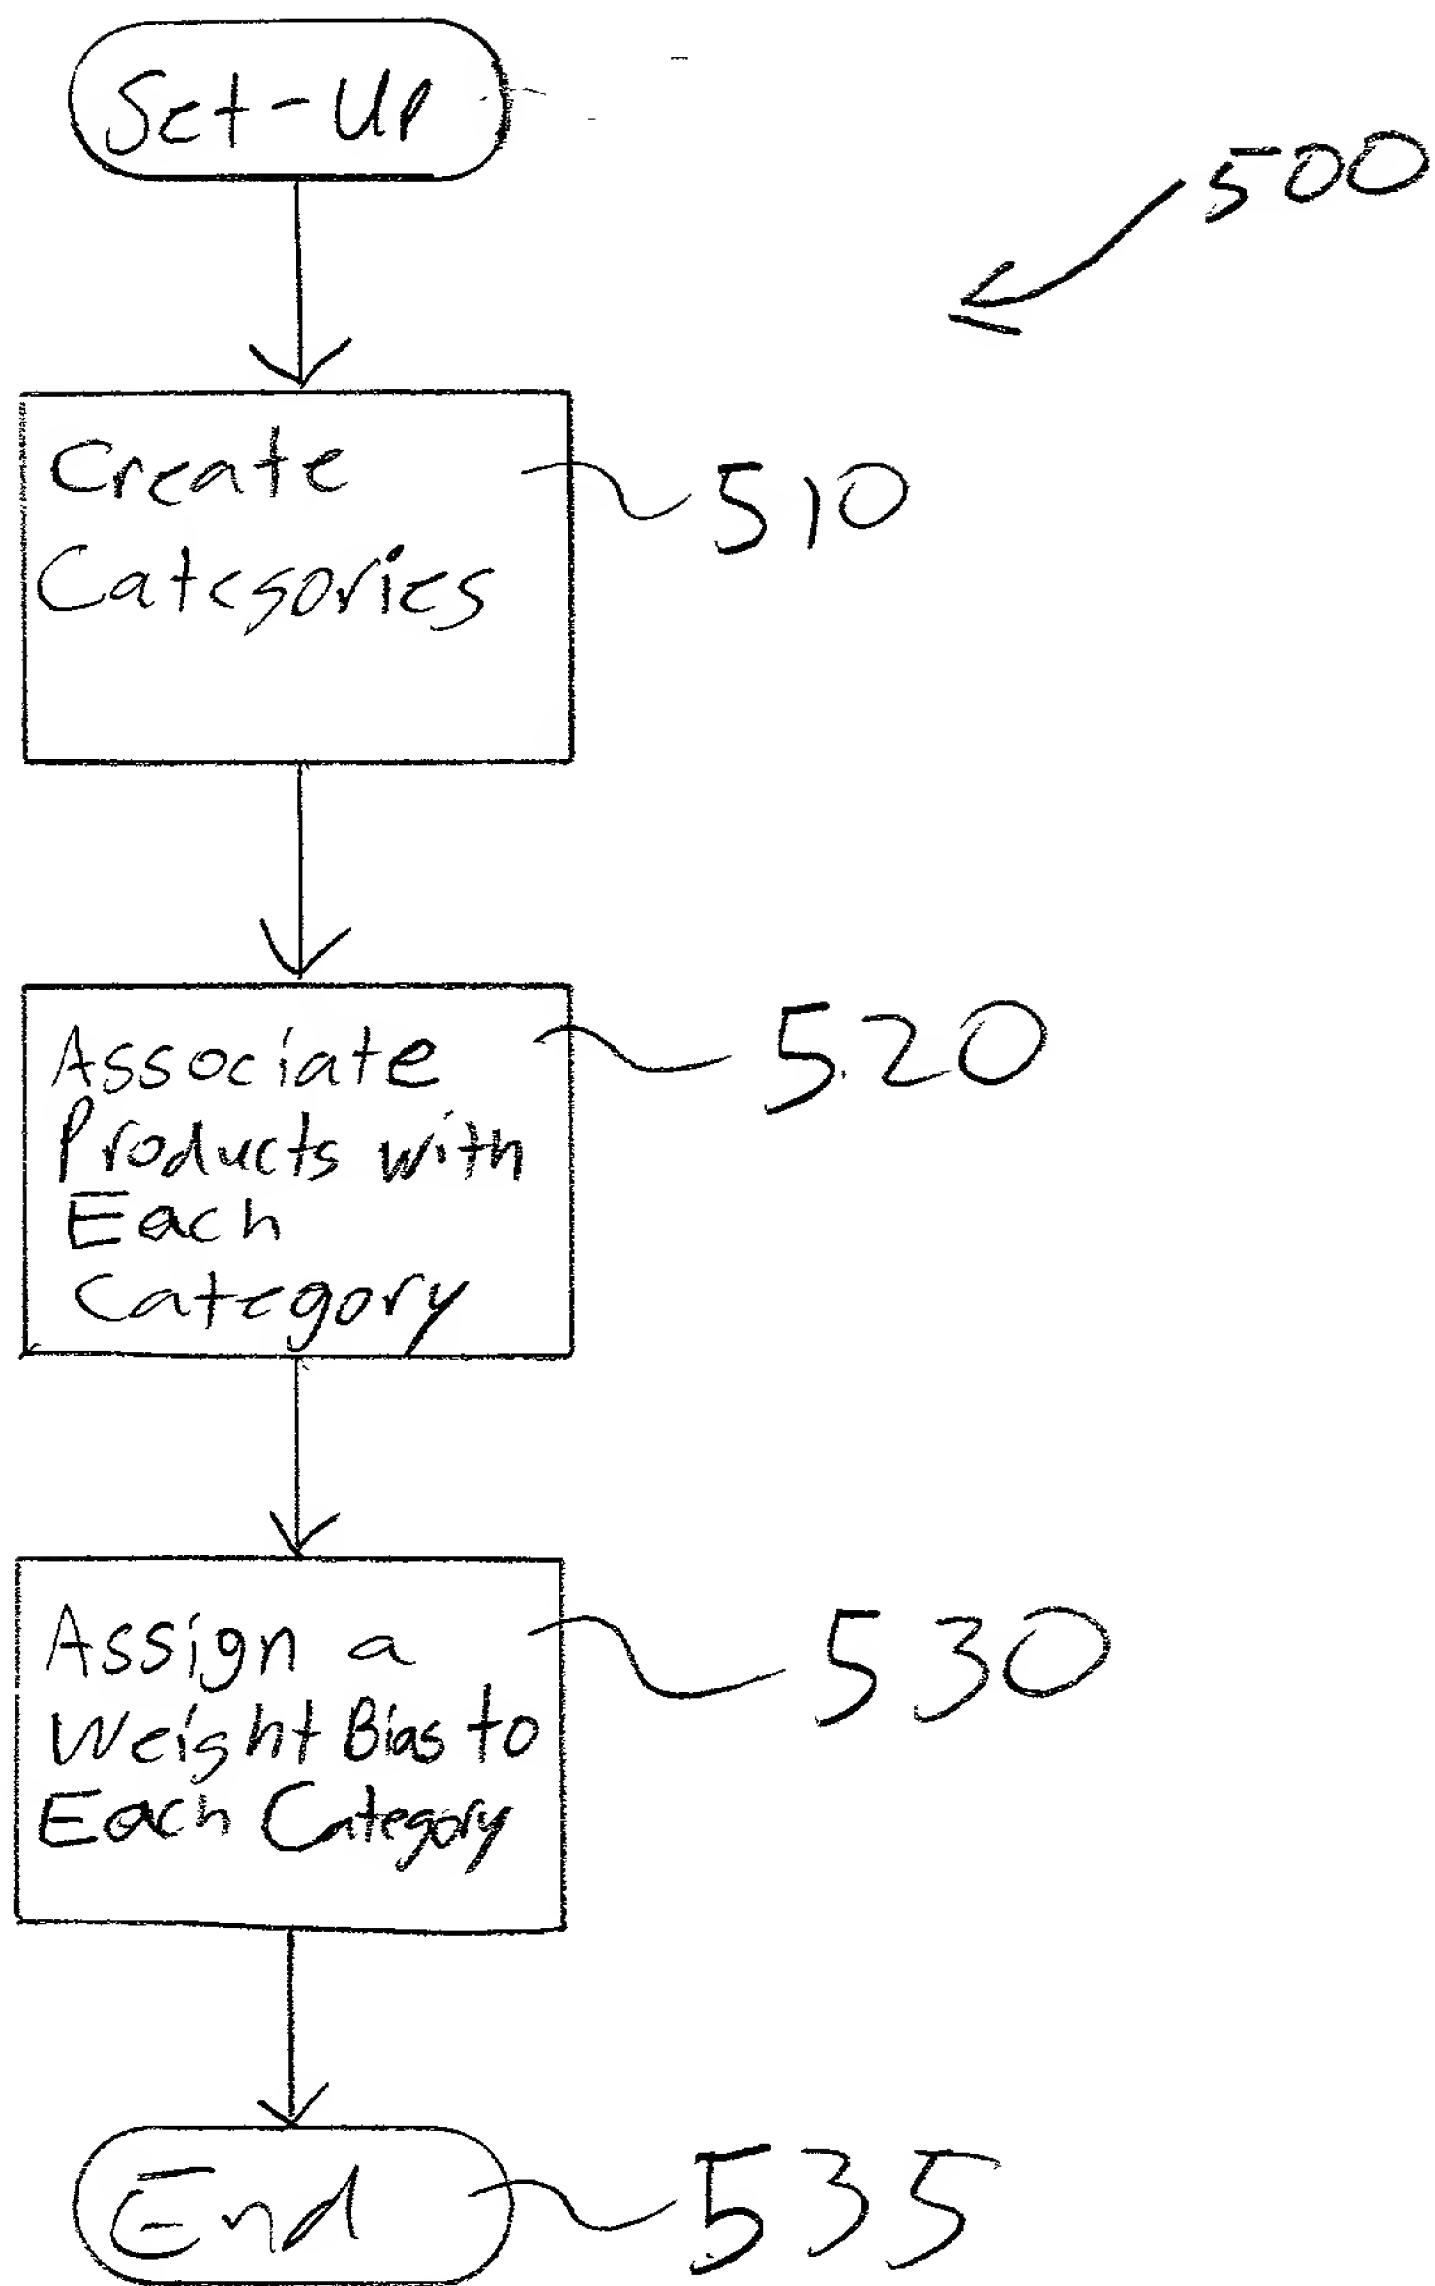 Set-Up
500
Create
Categories
510
Associate
Products with
Each
Category
520
Assign a
Weight Bias to
Each Category
530
End
535